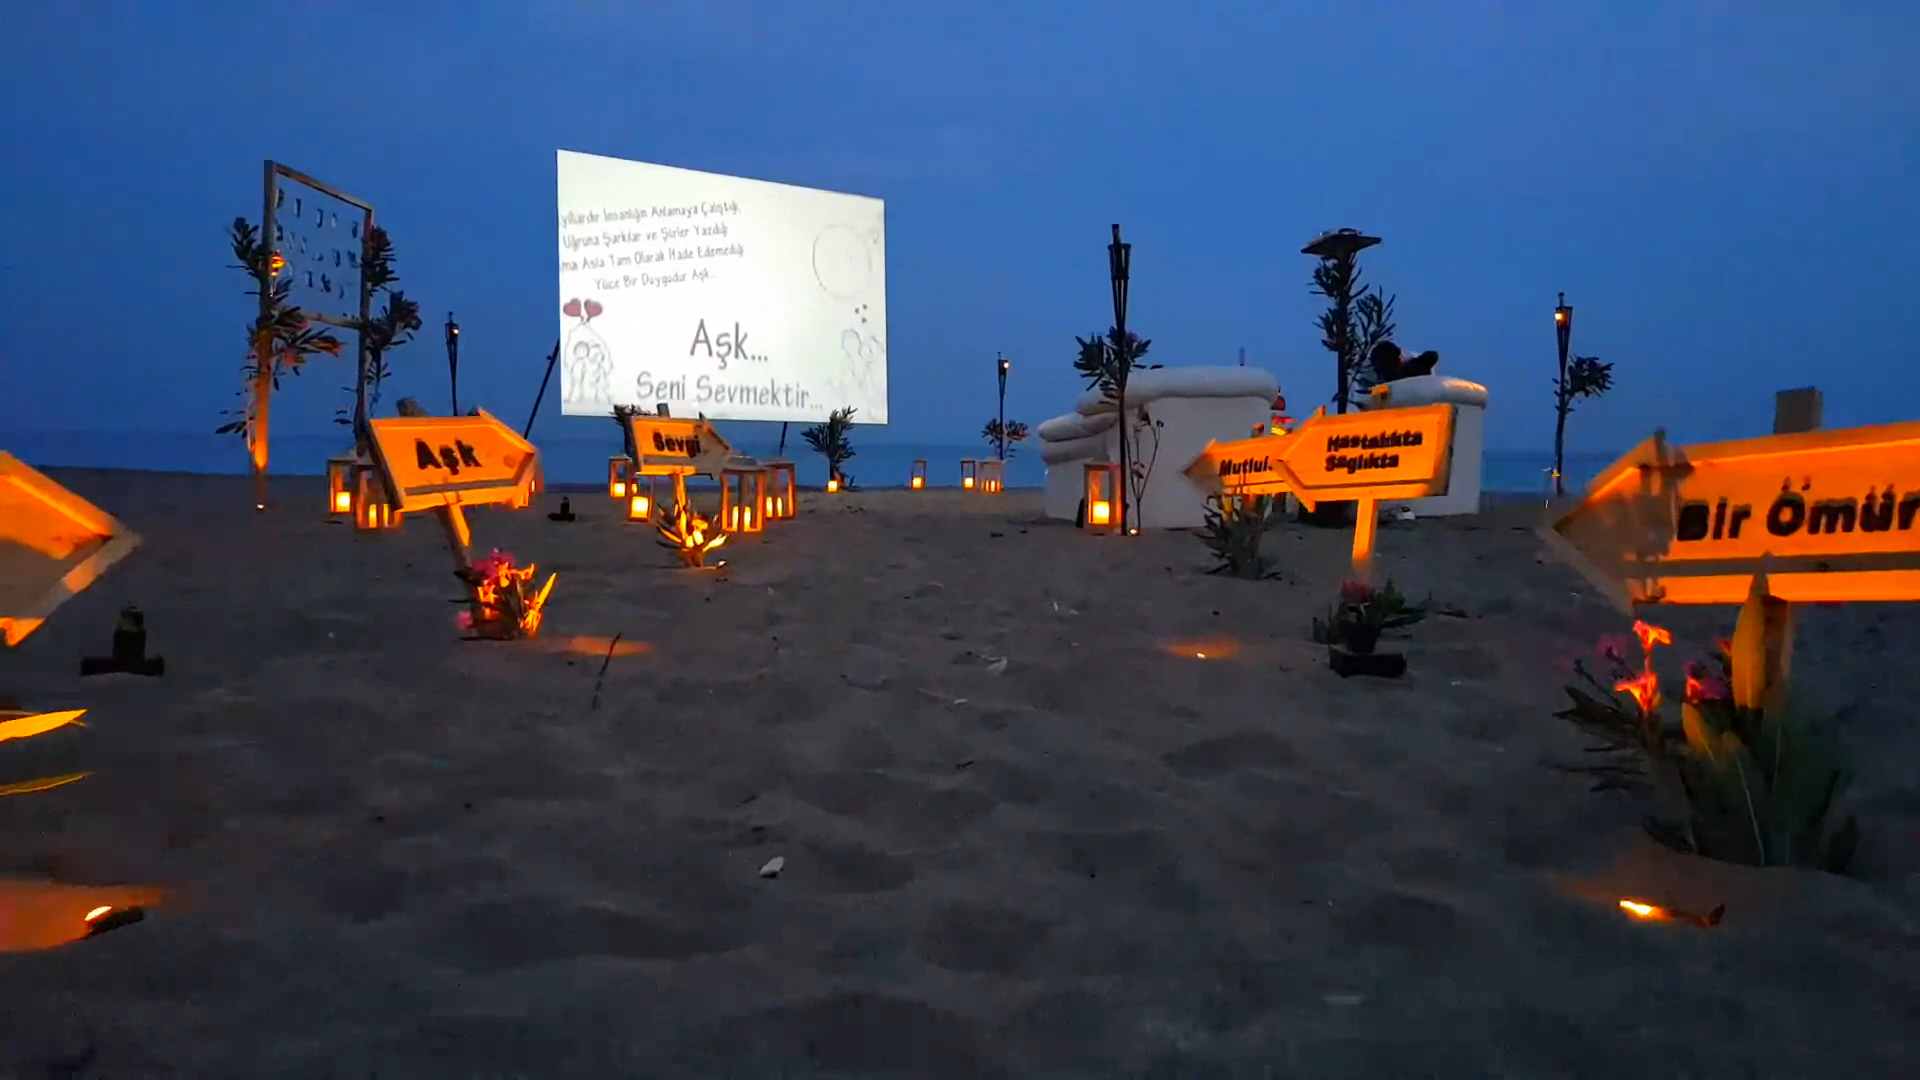 yıllardır İnsanlığın Anlamaya Çalıştığı,
Uğruna Şarkılar ve Şiirler Yazdığı
ma Asla Tam Olarak İfade Edemediği
Yüce Bir Duygudur Aşk...
Aşk...
Seni Sevmektir...
Aşk
Sevgi
Mutlul
Hastalıkta
Sağlıkta
Bir Ömür